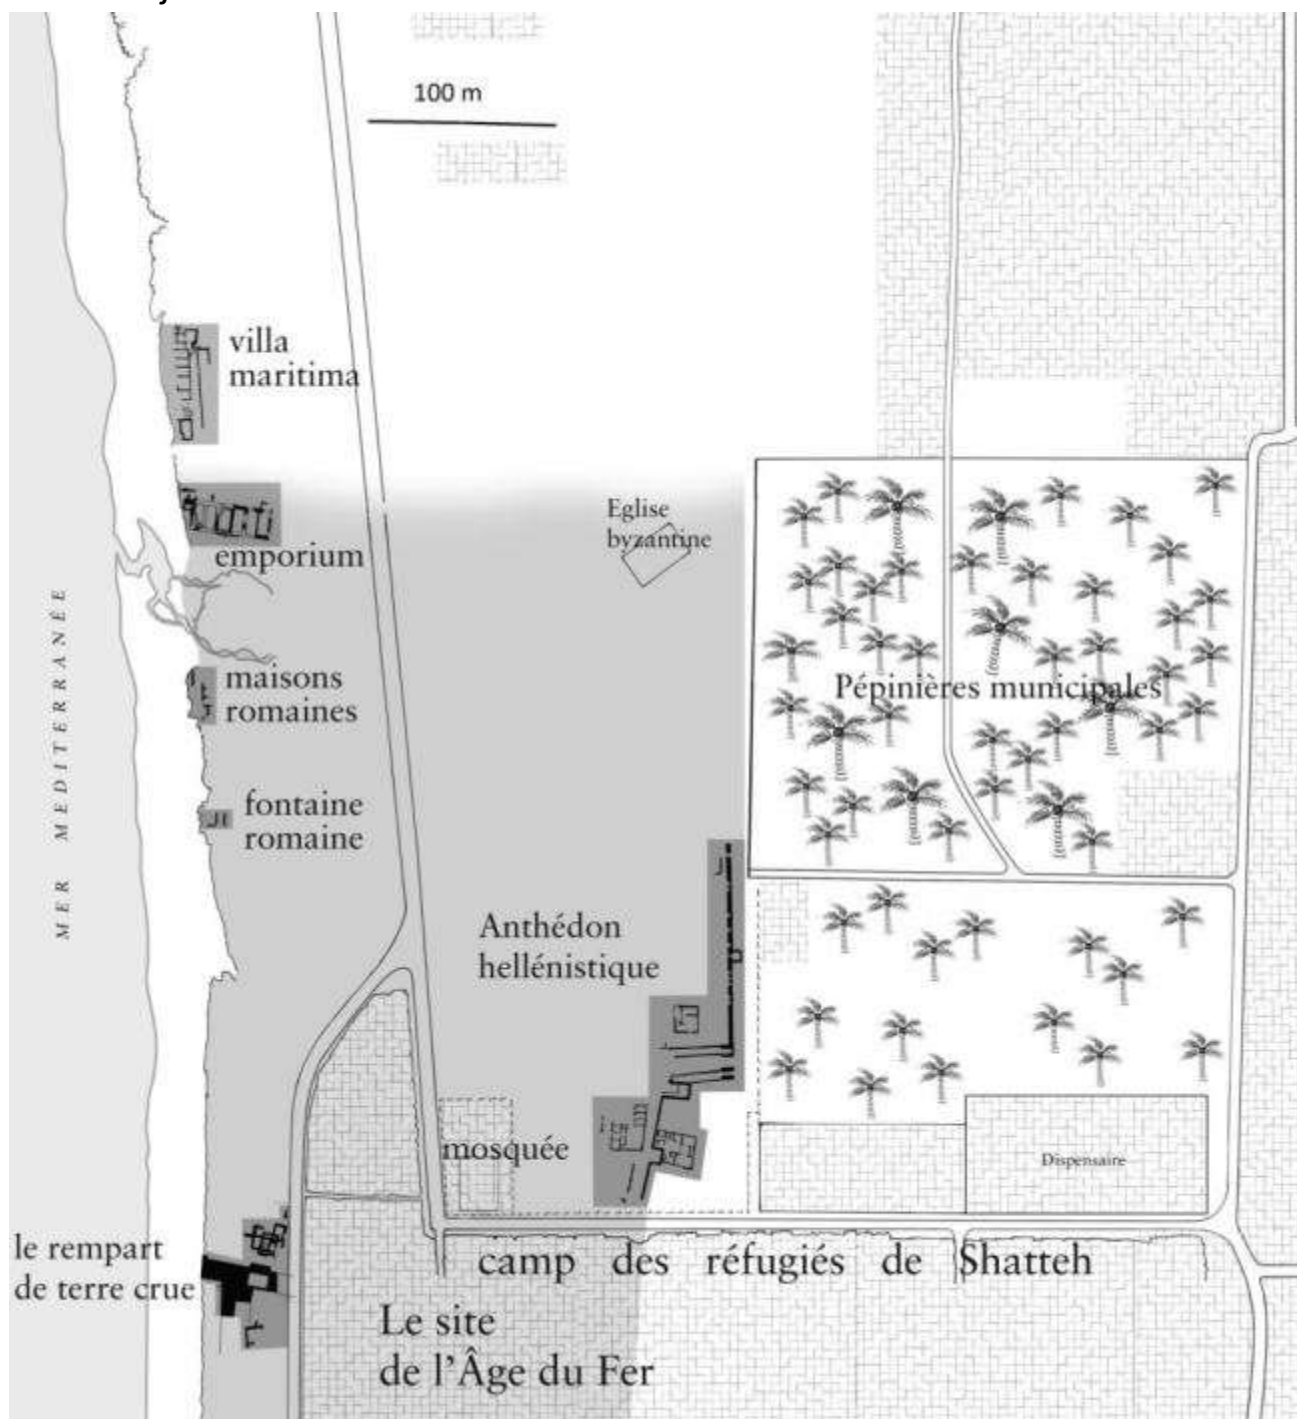 100 m
villa
maritima
Eglise
byzantine
emporium
MER MEDITERRANÉE
maisons
romaines
Pépinières municipales
fontaine
romaine
Anthédon
hellénistique
mosquée
Dispensaire
le rempart
de terre crue
camp des réfugiés de Shatteh
Le site
de l'Âge du Fer